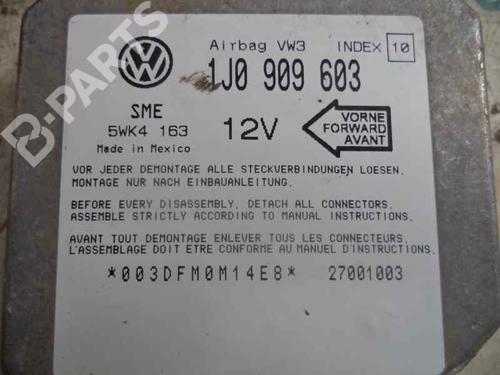 Airbag VW3 INDEX 10
1J0 909 603
SME
5WK4 163
Made in Mexico
12V
VORNE
FORWARD
AVANT
VOR JEDER DEMONTAGE ALLE STECKVERBINDUNGEN LOESEN.
MONTAGE NUR NACH EINBAUANLEITUNG.
BEFORE EVERY DISASSEMBLY, DETACH ALL CONNECTORS.
ASSEMBLE STRICTLY ACCORDING TO MANUAL INSTRUCTIONS.
AVANT TOUT DEMONTAGE ENLEVER TOUS LES CONNECTEURS.
L'ASSEMBLAGE DOIT ETRE CONFORME AU MANUEL D'INSTRUCTIONS.
*003DFM0M14E8* 27001003
B-PARTS
B-PARTS